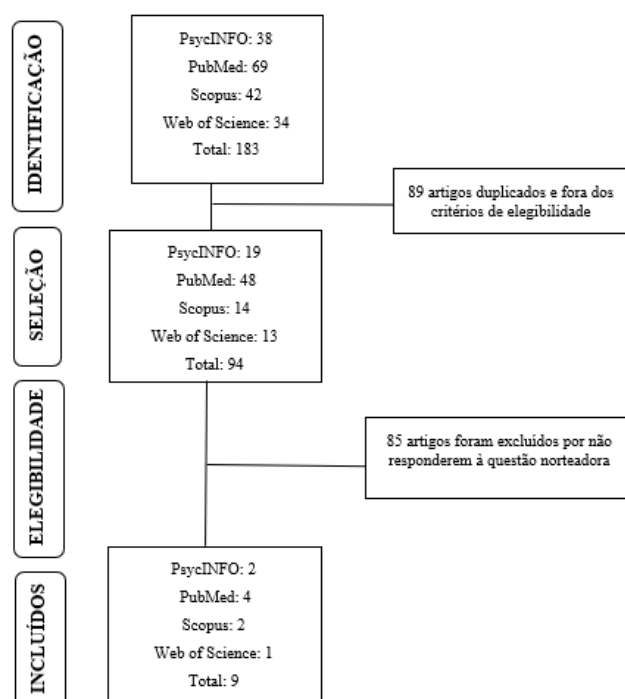 IDENTIFICAÇÃO
PsycINFO: 38
PubMed: 69
Scopus: 42
Web of Science: 34
Total: 183
89 artigos duplicados e fora dos
critérios de elegibilidade
SELEÇÃO
PsycINFO: 19
PubMed: 48
Scopus: 14
Web of Science: 13
Total: 94
ELEGIBILIDADE
85 artigos foram excluídos por não
responderem à questão norteadora
INCLUÍDOS
PsycINFO: 2
PubMed: 4
Scopus: 2
Web of Science: 1
Total: 9